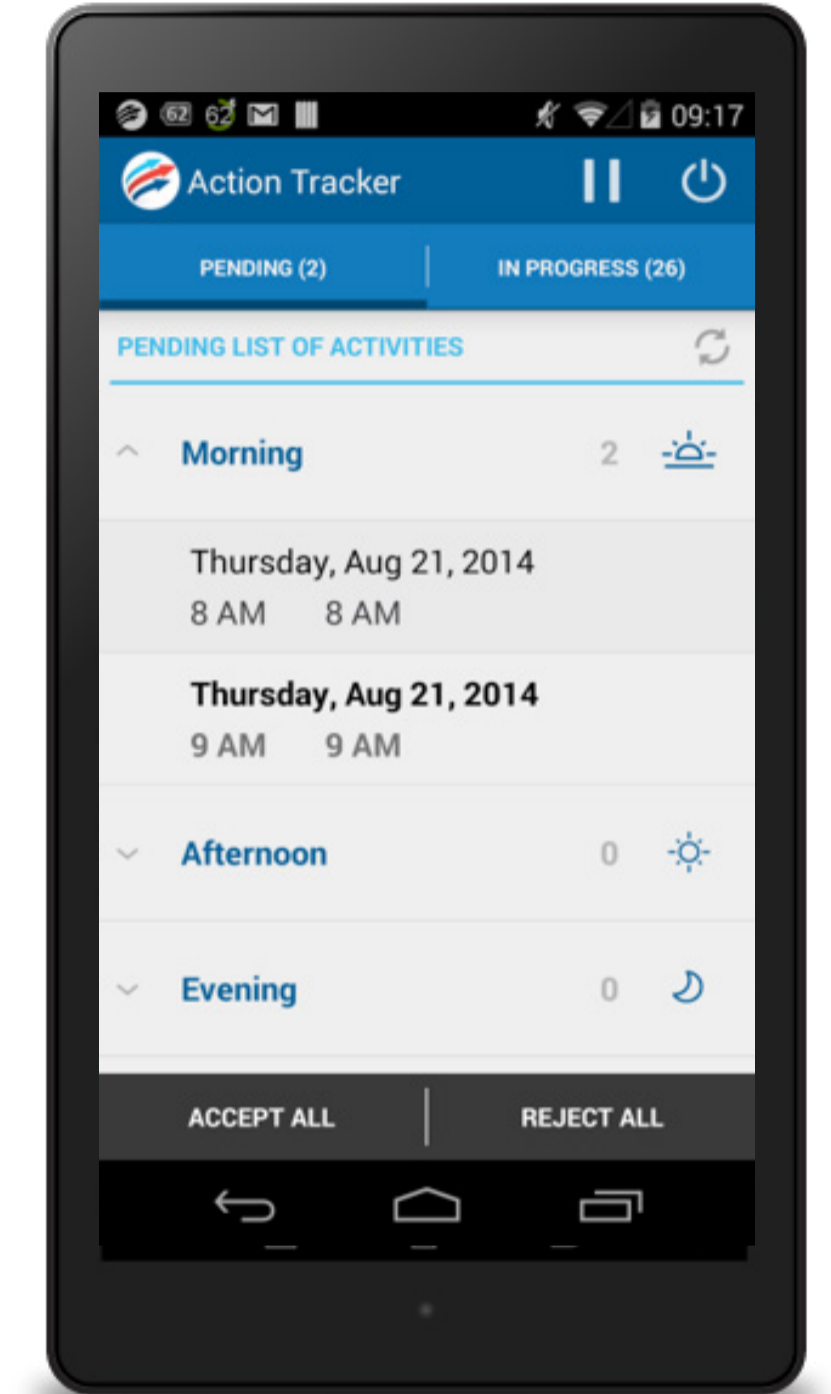 62 62 09:17
Action Tracker
PENDING (2) IN PROGRESS (26)
PENDING LIST OF ACTIVITIES
Morning 2
Thursday, Aug 21, 2014
8 AM 8 AM
Thursday, Aug 21, 2014
9 AM 9 AM
Afternoon 0
Evening 0
ACCEPT ALL REJECT ALL